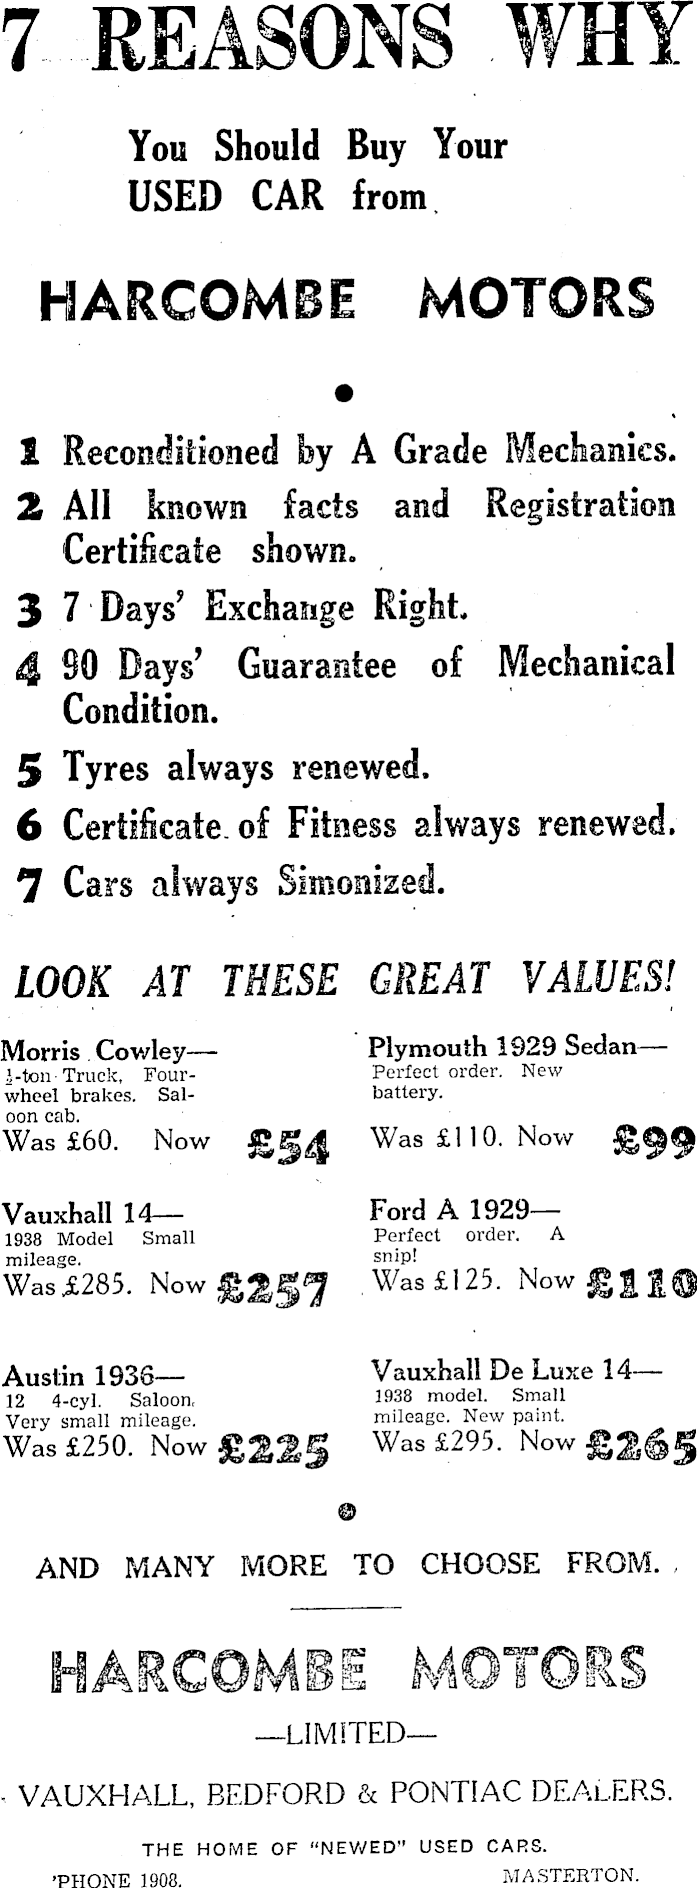 7 REASONS WHY
You Should Buy Your
USED CAR from
HARCOMBE MOTORS
1 Reconditioned by A Grade Mechanics.
2 All known facts and Registration
Certificate shown.
3 7 Days' Exchange Right.
4 90 Days' Guarantee of Mechanical
Condition.
5 Tyres always renewed.
6 Certificate of Fitness always renewed.
7 Cars always Simonized.
LOOK AT THESE GREAT VALUES!
Morris Cowley—
½-ton Truck, Four-
wheel brakes. Sal-
oon cab.
Was £60. Now £54
Plymouth 1929 Sedan—
Perfect order. New
battery.
Was £110. Now £99
Vauxhall 14—
1938 Model Small
mileage.
Was £285. Now £257
Ford A 1929—
Perfect order. A
snip!
Was £125. Now £110
Austin 1936—
12 4-cyl. Saloon.
Very small mileage.
Was £250. Now £225
Vauxhall De Luxe 14—
1938 model. Small
mileage. New paint.
Was £295. Now £265
AND MANY MORE TO CHOOSE FROM.
HARCOMBE MOTORS
—LIMITED—
VAUXHALL, BEDFORD & PONTIAC DEALERS.
THE HOME OF "NEWED" USED CARS.
'PHONE 1908. MASTERTON.